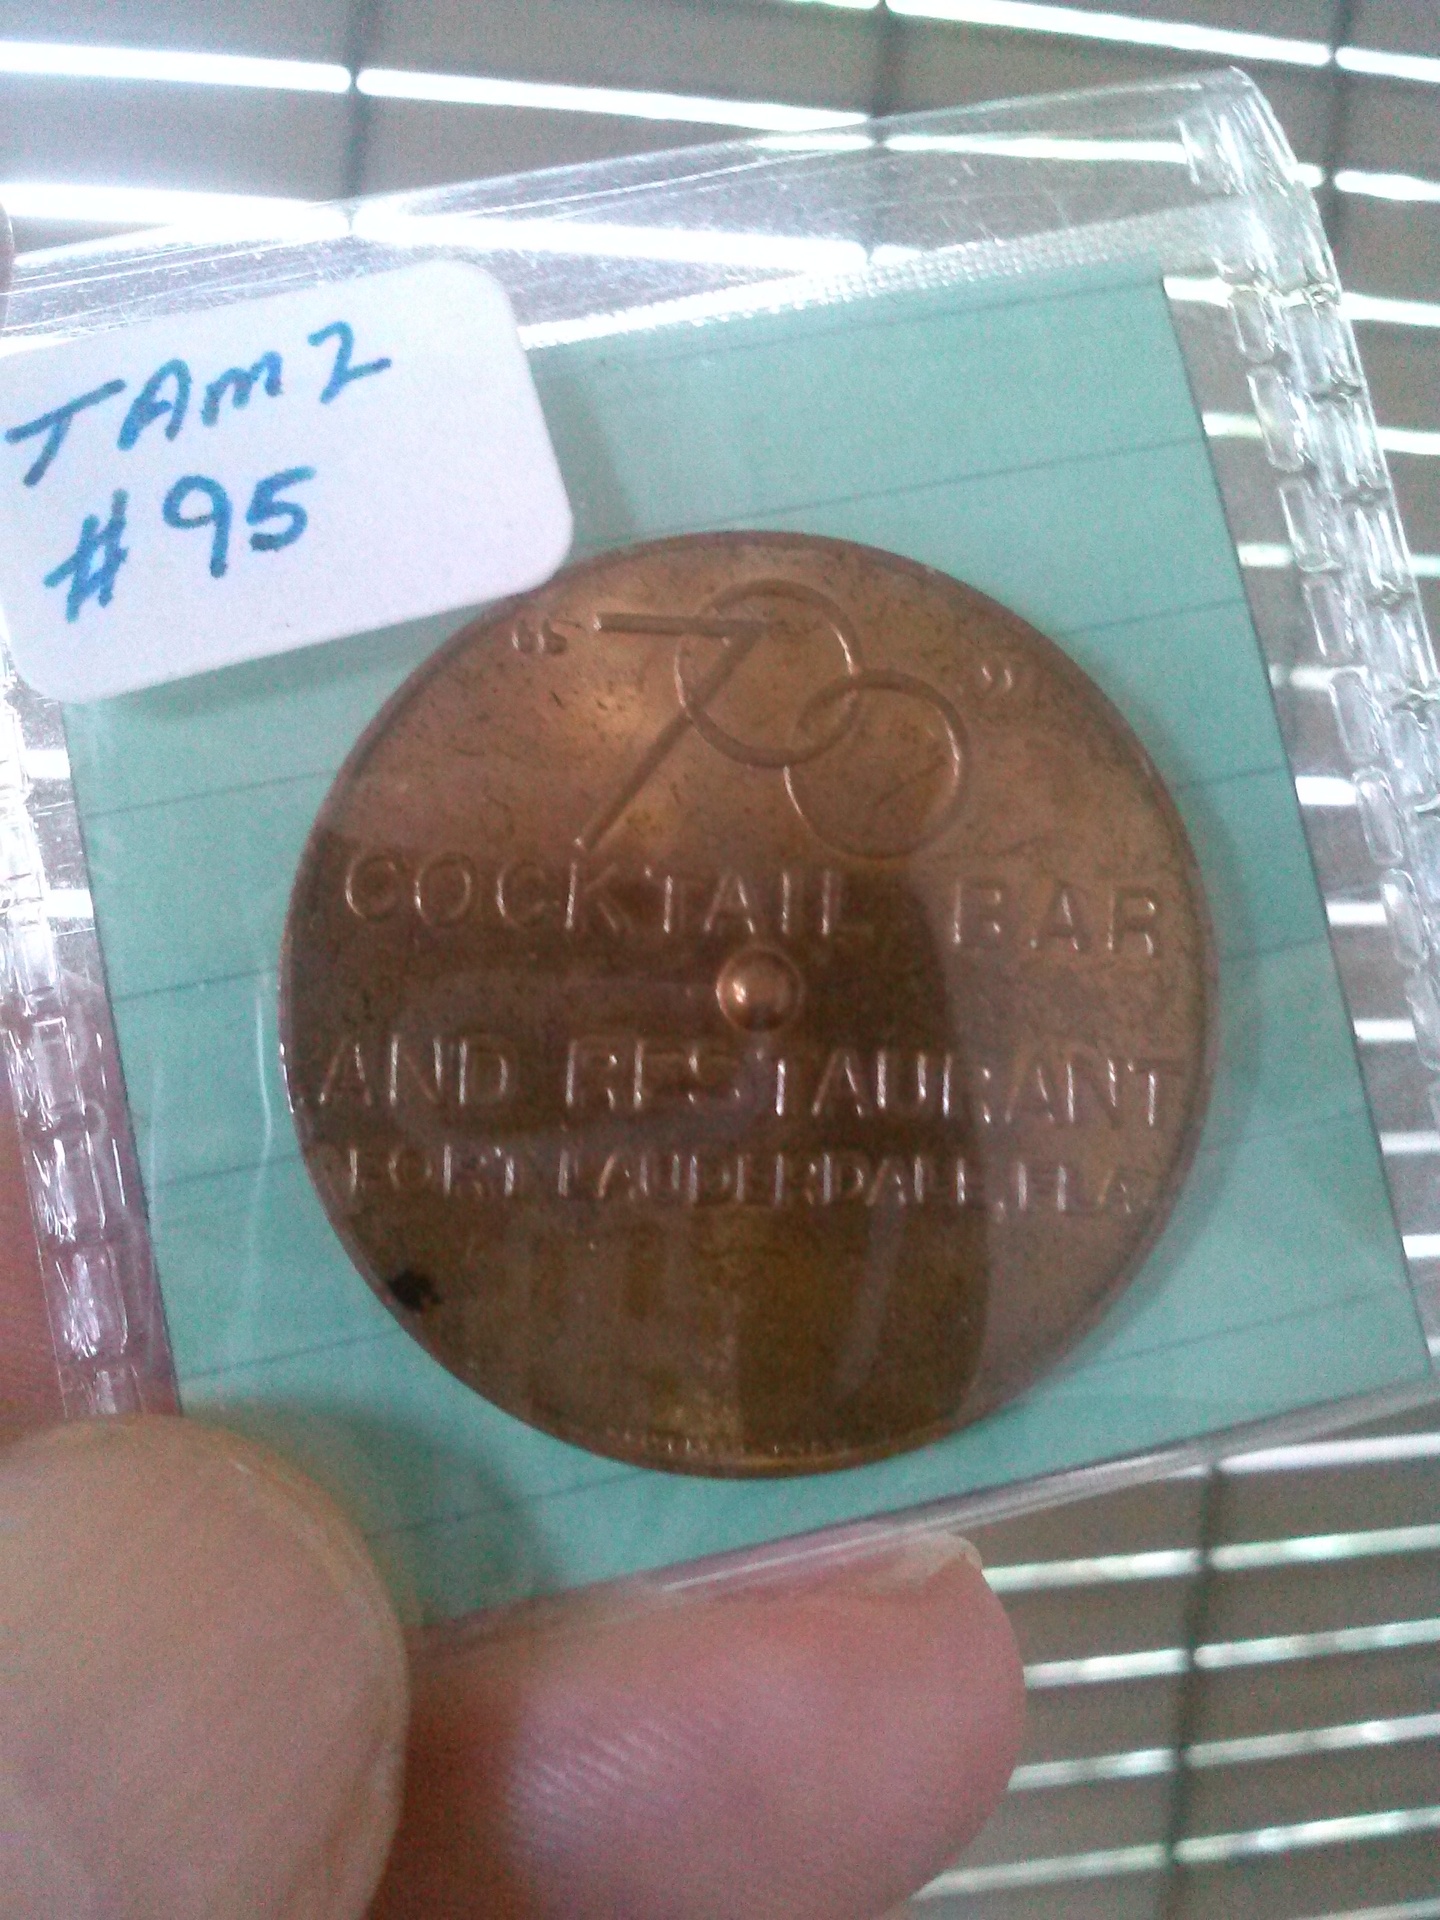 TAM2
#95
"700"
COCKTAIL BAR
AND RESTAURANT
FORT LAUDERDALE, FLA.